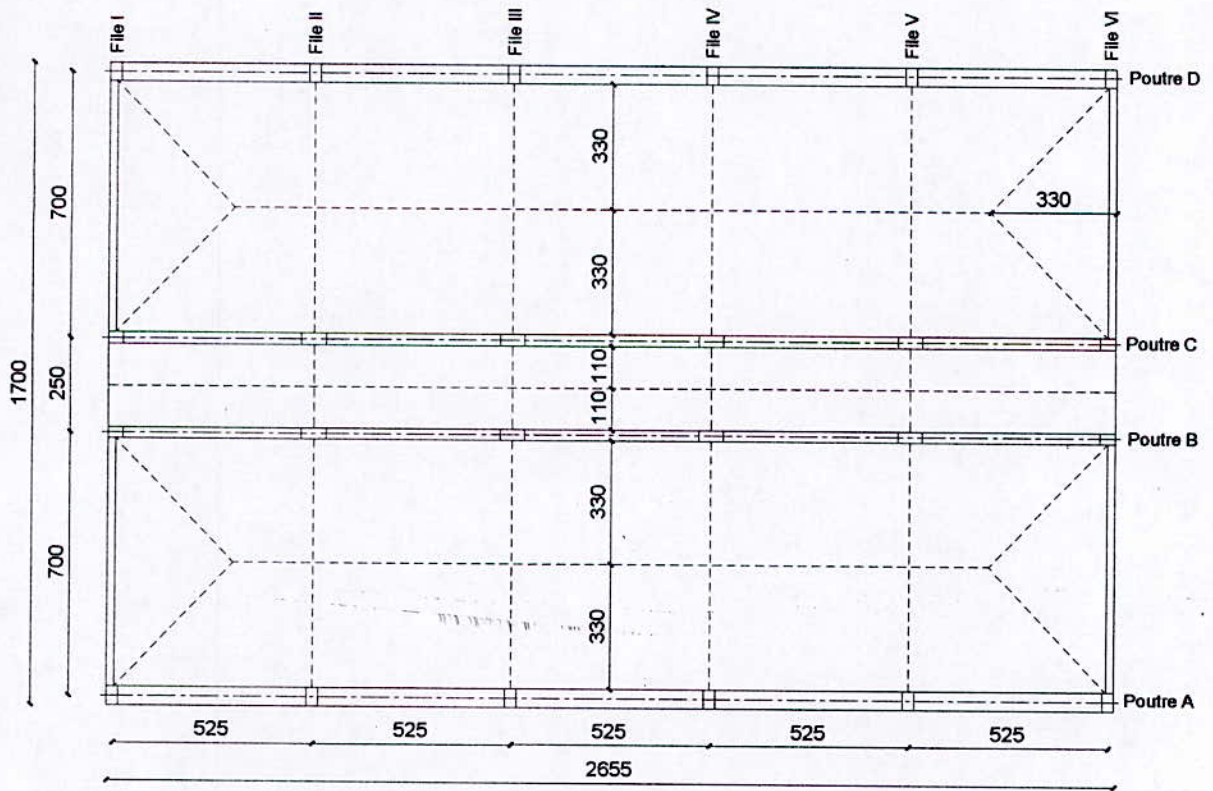 File I
File II
File III
File IV
File V
File VI
Poutre D
330
700
330
330
Poutre C
1700
250
110
110
Poutre B
330
700
330
Poutre A
525
525
525
525
525
2655